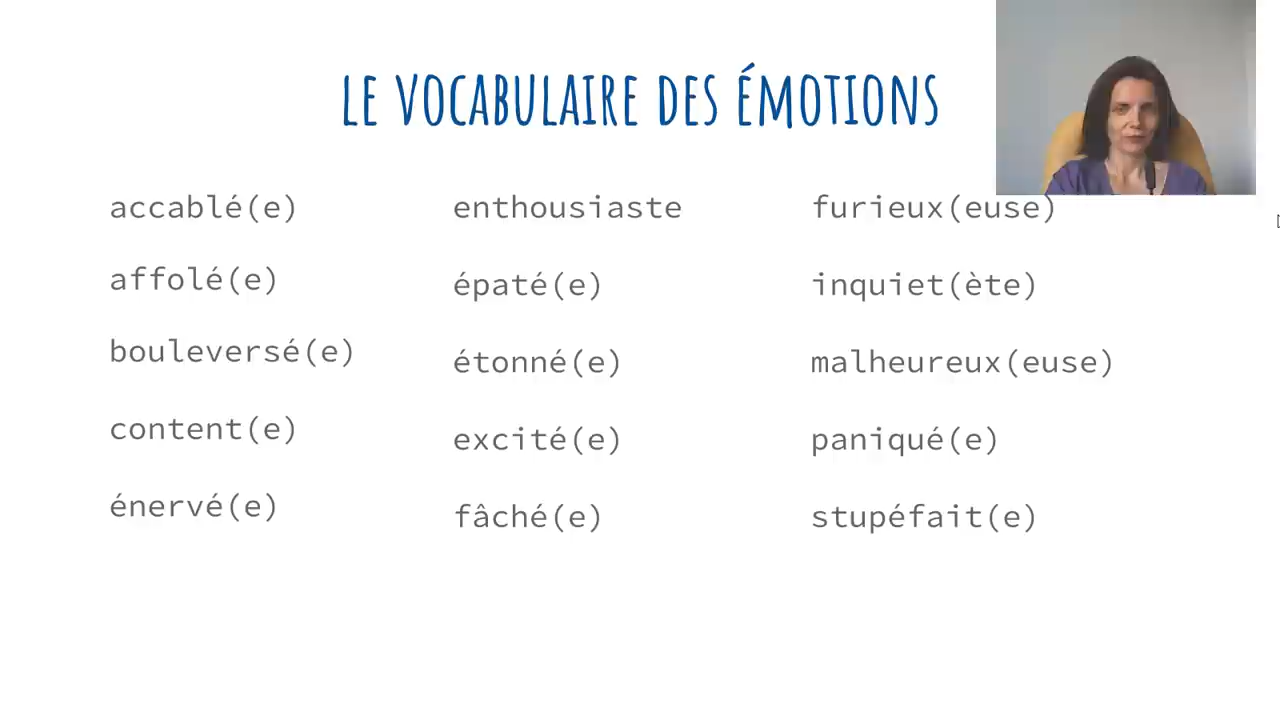 LE VOCABULAIRE DES ÉMOTIONS
accablé(e)
affolé(e)
bouleversé(e)
content(e)
énervé(e)
enthousiaste
épaté(e)
étonné(e)
excité(e)
fâché(e)
furieux(euse)
inquiet(ète)
malheureux(euse)
paniqué(e)
stupéfait(e)